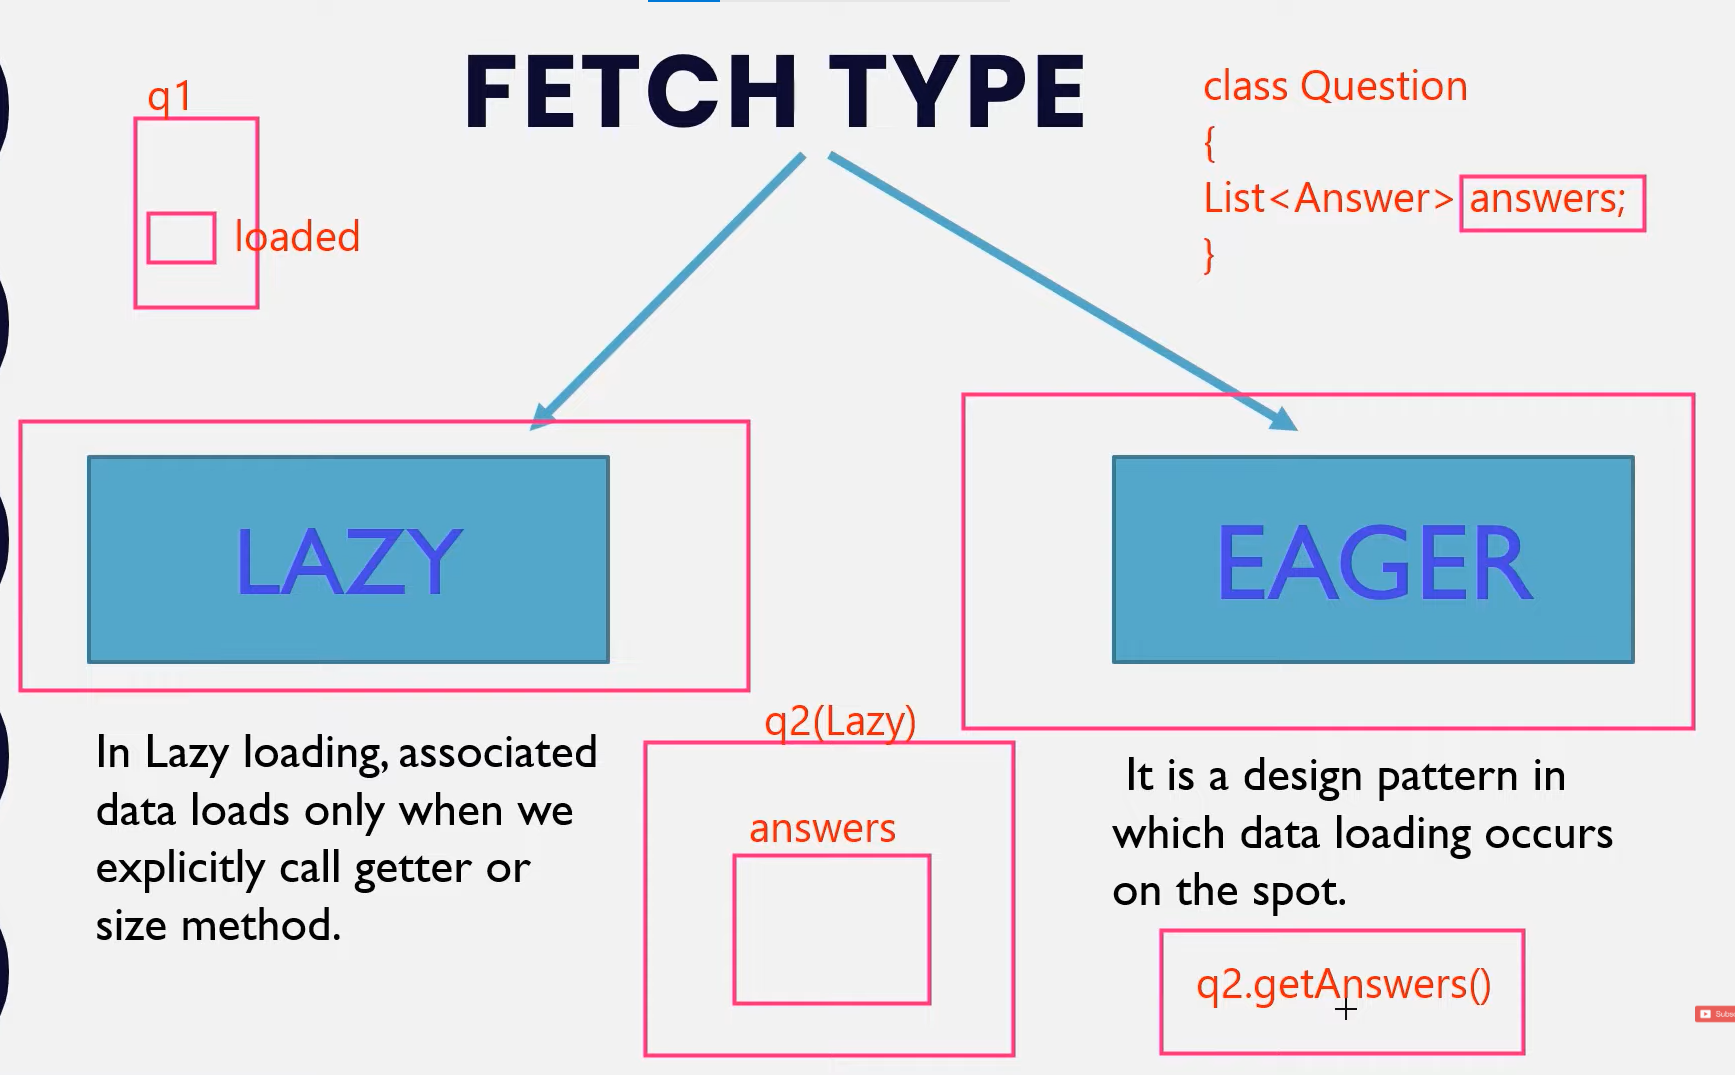 FETCH TYPE
q1
loaded
class Question
{
List<Answer> answers;
}
LAZY
EAGER
In Lazy loading, associated
data loads only when we
explicitly call getter or
size method.
q2(Lazy)
answers
It is a design pattern in
which data loading occurs
on the spot.
q2.getAnswers()